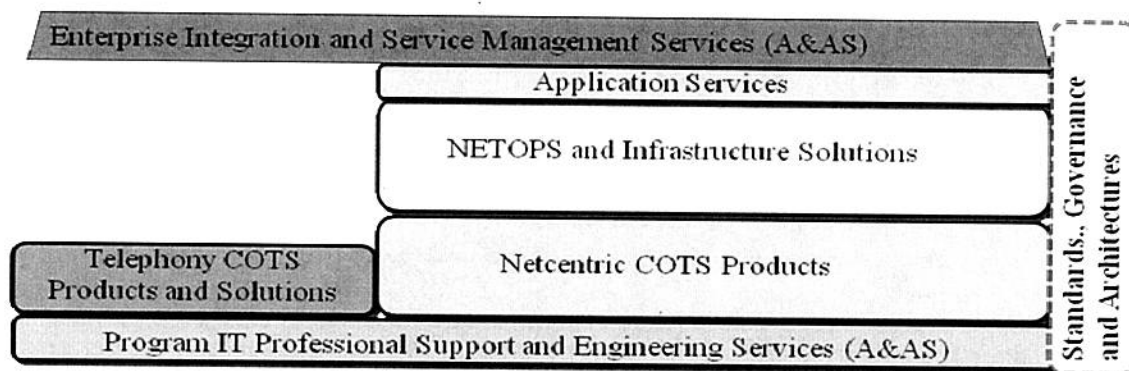 Enterprise Integration and Service Management Services (A&AS)
Application Services
NETOPS and Infrastructure Solutions
Telephony COTS
Products and Solutions
Netcentric COTS Products
Program IT Professional Support and Engineering Services (A&AS)
Standards., Governance
and Architectures